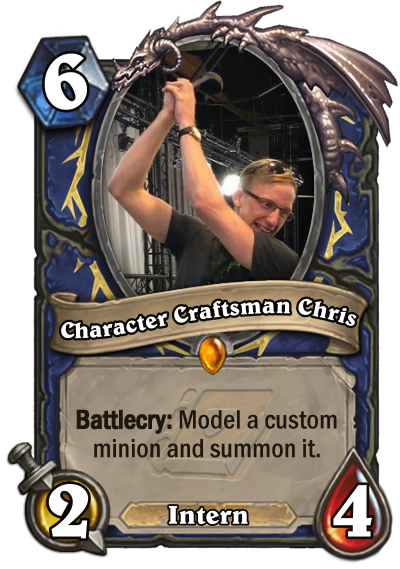 6
Character Craftsman Chris
Battlecry: Model a custom
minion and summon it.
2
Intern
4